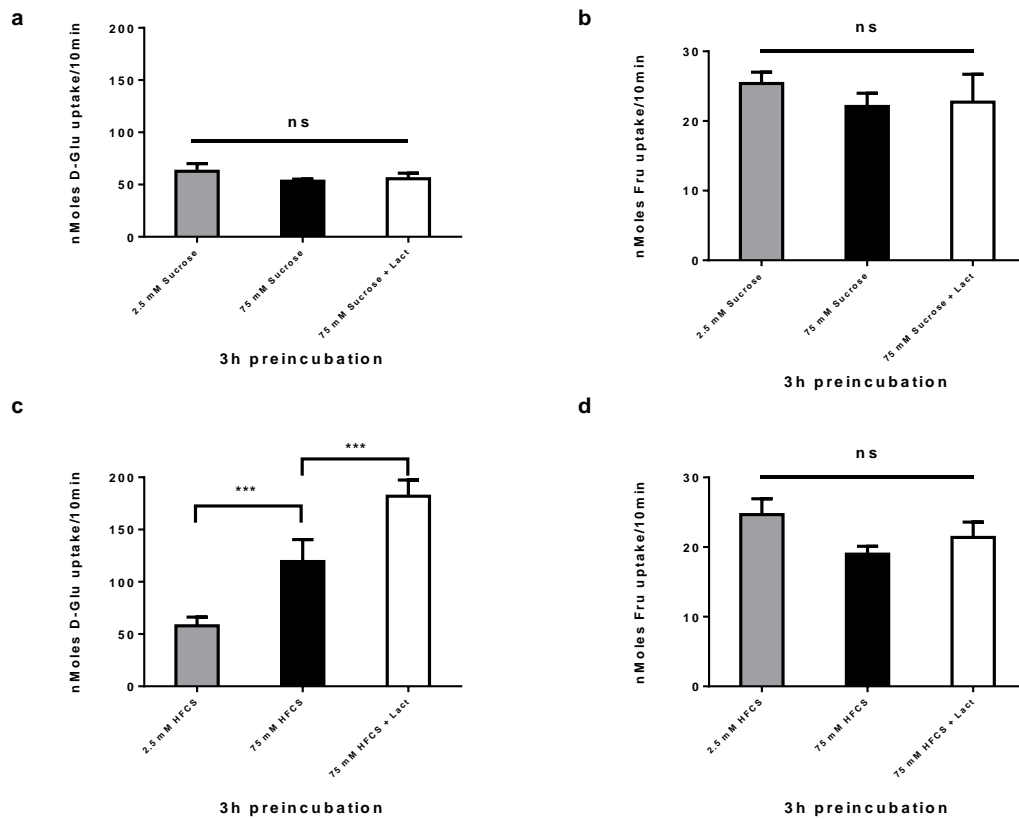 a
nMoles D-Glu uptake/10min
200
150
100
50
0
ns
2.5 mM Sucrose
75 mM Sucrose
75 mM Sucrose + Lact
3h preincubation
b
nMoles Fru uptake/10min
30
20
10
0
ns
2.5 mM Sucrose
75 mM Sucrose
75 mM Sucrose + Lact
3h preincubation
c
nMoles D-Glu uptake/10min
200
150
100
50
0
***
***
2.5 mM HFCS
75 mM HFCS
75 mM HFCS + Lact
3h preincubation
d
nMoles Fru uptake/10min
30
20
10
0
ns
2.5 mM HFCS
75 mM HFCS
75 mM HFCS + Lact
3h preincubation